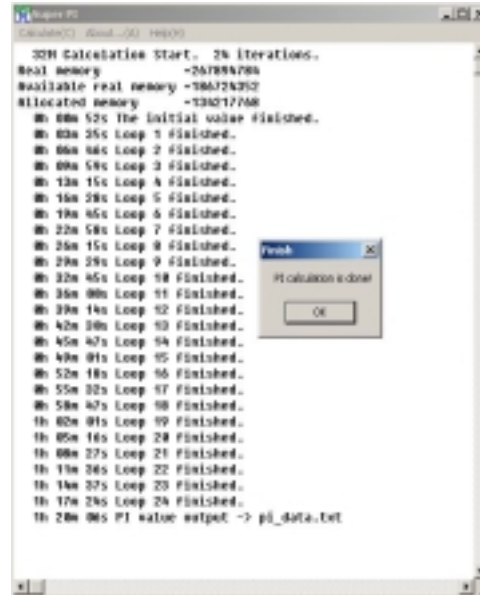 Super PI
Calculate(C) About...(A) Help(H)
32M Calculation Start. 24 iterations.
Real memory
Available real memory
Allocated memory =134217768
0h 00m 52s The initial value finished.
0h 03m 35s Loop 1 finished.
0h 06m 46s Loop 2 finished.
0h 09m 59s Loop 3 finished.
0h 13m 15s Loop 4 finished.
0h 16m 28s Loop 5 finished.
0h 19m 45s Loop 6 finished.
0h 22m 58s Loop 7 finished.
0h 26m 15s Loop 8 finished.
0h 29m 29s Loop 9 finished.
0h 32m 45s Loop 10 finished.
0h 36m 00s Loop 11 finished.
0h 39m 14s Loop 12 finished.
0h 42m 30s Loop 13 finished.
0h 45m 47s Loop 14 finished.
0h 49m 01s Loop 15 finished.
0h 52m 18s Loop 16 finished.
0h 55m 32s Loop 17 finished.
0h 58m 47s Loop 18 finished.
1h 02m 01s Loop 19 finished.
1h 05m 16s Loop 20 finished.
1h 08m 27s Loop 21 finished.
1h 11m 36s Loop 22 finished.
1h 14m 37s Loop 23 finished.
1h 17m 24s Loop 24 finished.
1h 20m 06s PI value output -> pi_data.txt
Finish
PI calculation is done!
OK